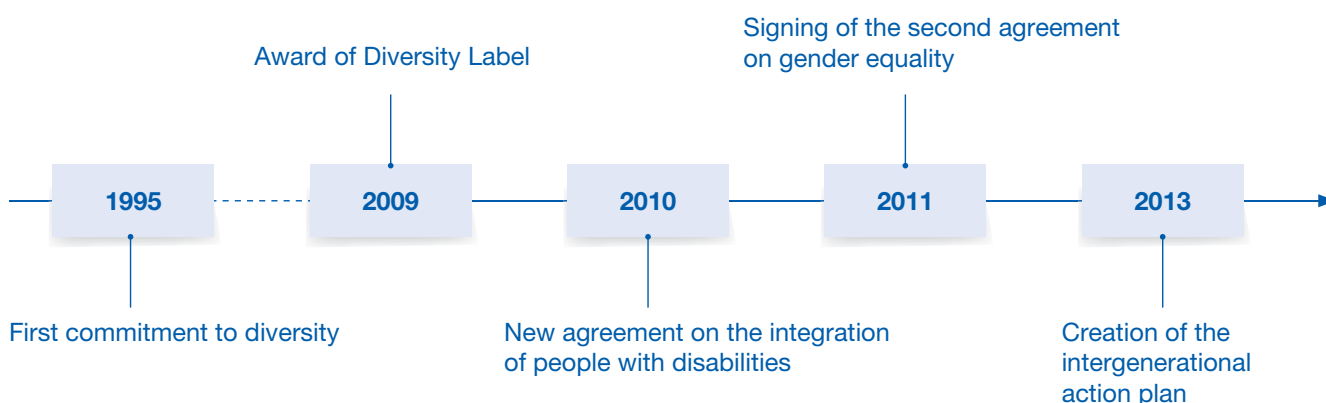 Signing of the second agreement
on gender equality
Award of Diversity Label
1995
2009
2010
2011
2013
First commitment to diversity
New agreement on the integration
of people with disabilities
Creation of the
intergenerational
action plan